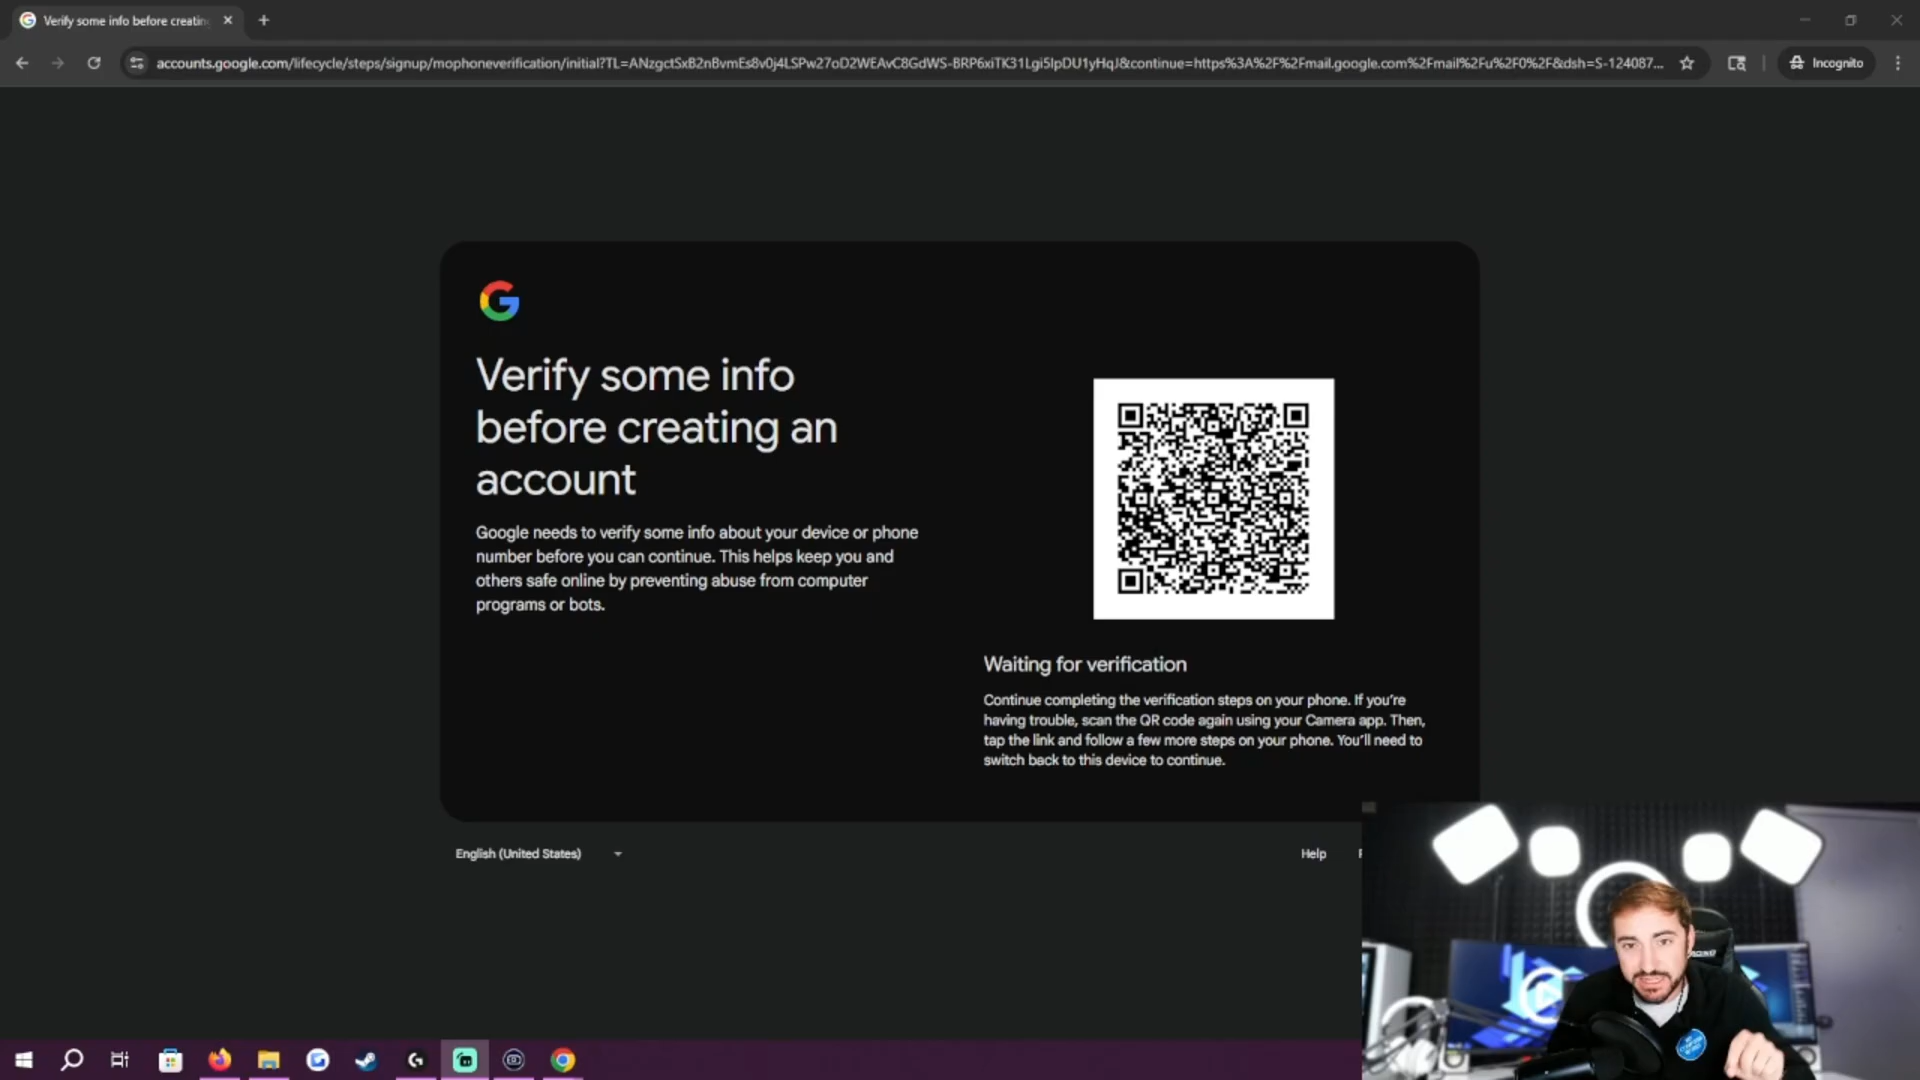 Verify some info before creatin
accounts.google.com/lifecycle/steps/signup/mophoneverification/initial?TL=ANzgctSxB2nBvmEs8v0j4LSPw27oD2WEAvC8GdWS-BRP6xiTK31Lgi5IpDU1yHqJ&continue=https%3A%2F%2Fmail.google.com%2Fmail%2Fu%2F0%2F&dsh=S-124087...
Incognito
Verify some info
before creating an
account
Google needs to verify some info about your device or phone
number before you can continue. This helps keep you and
others safe online by preventing abuse from computer
programs or bots.
Waiting for verification
Continue completing the verification steps on your phone. If you're
having trouble, scan the QR code again using your Camera app. Then,
tap the link and follow a few more steps on your phone. You'll need to
switch back to this device to continue.
English (United States)
Help